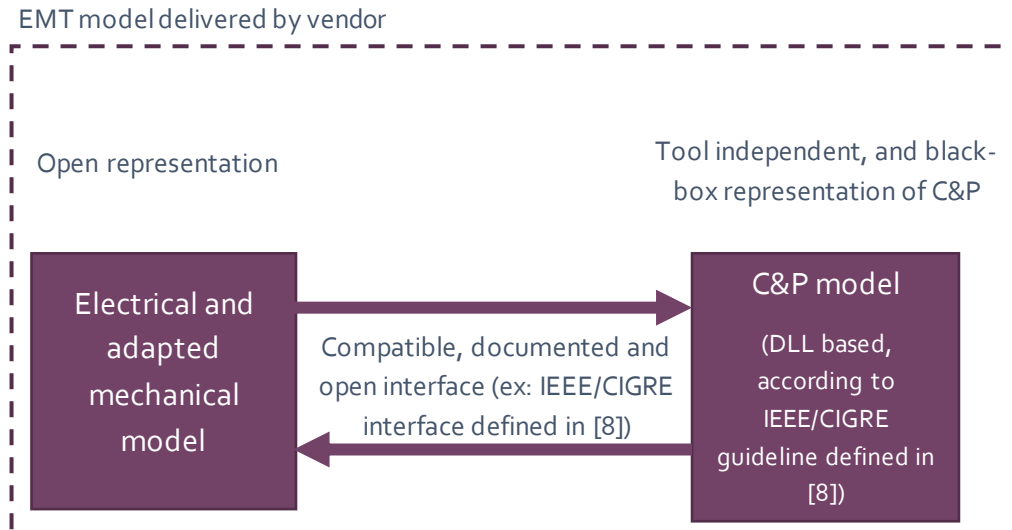 EMT model delivered by vendor
Open representation
Tool independent, and black-
box representation of C&P
Electrical and
adapted
mechanical
model
Compatible, documented and
open interface (ex: IEEE/CIGRE
interface defined in [8])
C&P model
(DLL based,
according to
IEEE/CIGRE
guideline defined in
[8])